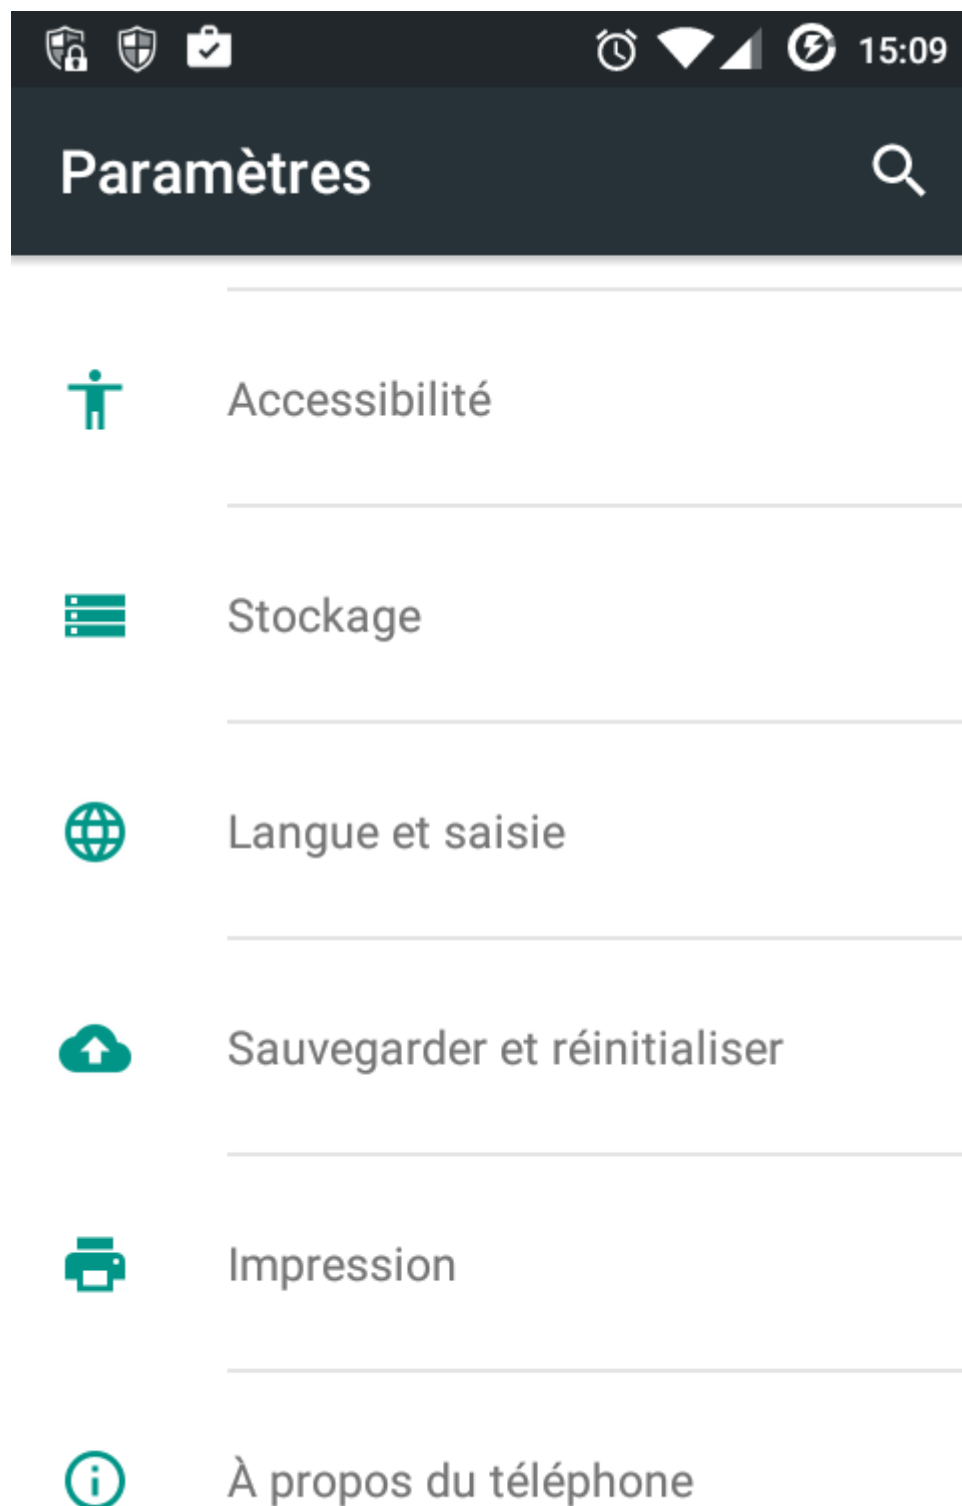 15:09
Paramètres
Accessibilité
Stockage
Langue et saisie
Sauvegarder et réinitialiser
Impression
À propos du téléphone